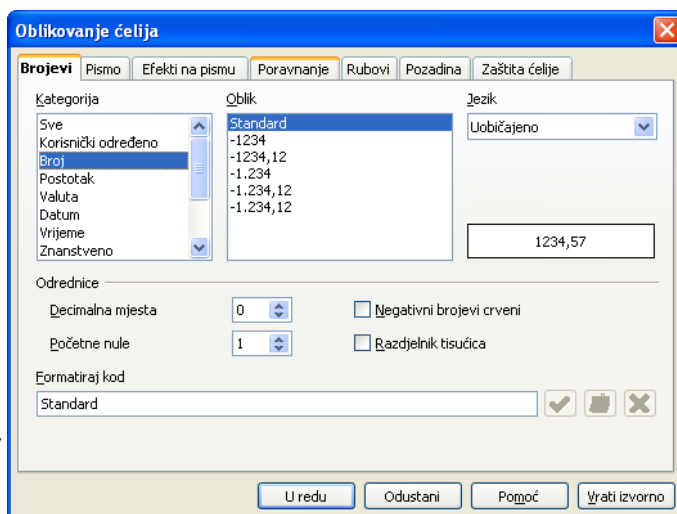 Oblikovanje ćelija
Brojevi Pismo Efekti na pismu Poravnanje Rubovi Pozadina Zaštita ćelije
Kategorija Oblik Jezik
Sve Standard Uobičajeno
Korisnički određeno -1234
Broj -1234,12
Postotak -1.234
Valuta -1.234,12
Datum -1.234,12
Vrijeme
Znanstveno 1234,57
Odrednice
Decimalna mjesta 0 Negativni brojevi crveni
Početne nule 1 Razdjelnik tisućica
Formatiraj kod
Standard
U redu Odustani Pomoć Vrati izvorno